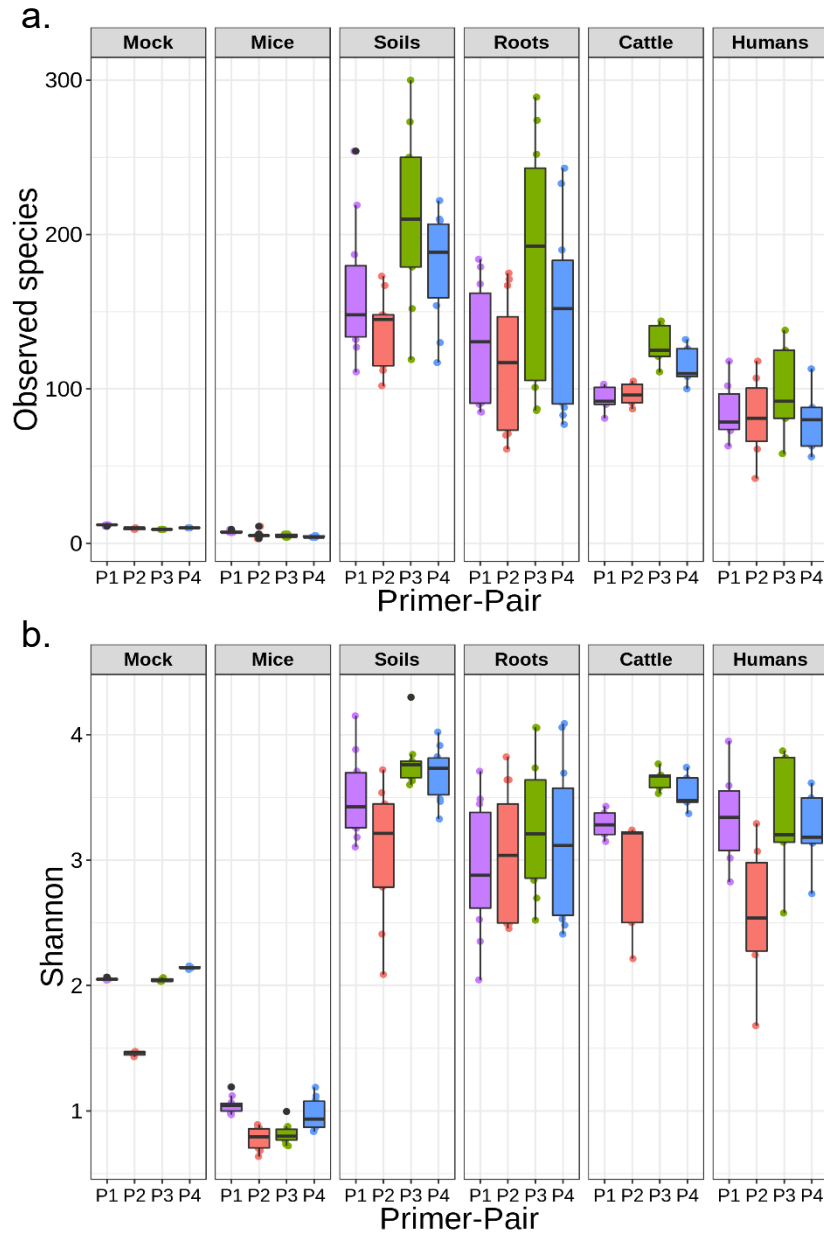 a.
Mock Mice Soils Roots Cattle Humans
Observed species
300
200
100
0
P1 P2 P3 P4 P1 P2 P3 P4 P1 P2 P3 P4 P1 P2 P3 P4 P1 P2 P3 P4 P1 P2 P3 P4
Primer-Pair
b.
Mock Mice Soils Roots Cattle Humans
Shannon
4
3
2
1
P1 P2 P3 P4 P1 P2 P3 P4 P1 P2 P3 P4 P1 P2 P3 P4 P1 P2 P3 P4 P1 P2 P3 P4
Primer-Pair